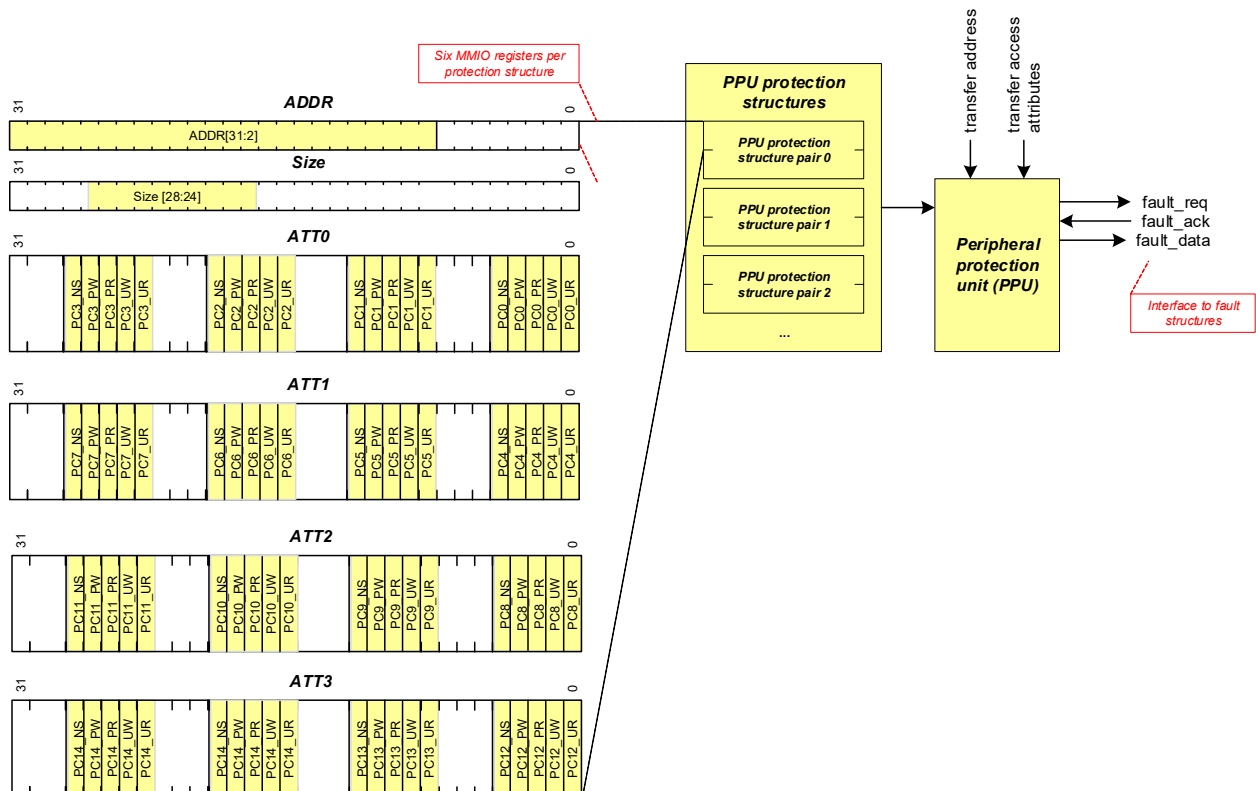 Six MMIO registers per
protection structure
31
ADDR
0
ADDR[31:2]
31
Size
0
Size [28:24]
31
ATT0
0
PC3_NS
PC3_PW
PC3_PR
PC3_UW
PC3_UR
PC2_NS
PC2_PW
PC2_PR
PC2_UW
PC2_UR
PC1_NS
PC1_PW
PC1_PR
PC1_UW
PC1_UR
PC0_NS
PC0_PW
PC0_PR
PC0_UW
PC0_UR
31
ATT1
0
PC7_NS
PC7_PW
PC7_PR
PC7_UW
PC7_UR
PC6_NS
PC6_PW
PC6_PR
PC6_UW
PC6_UR
PC5_NS
PC5_PW
PC5_PR
PC5_UW
PC5_UR
PC4_NS
PC4_PW
PC4_PR
PC4_UW
PC4_UR
31
ATT2
0
PC11_NS
PC11_PW
PC11_PR
PC11_UW
PC11_UR
PC10_NS
PC10_PW
PC10_PR
PC10_UW
PC10_UR
PC9_NS
PC9_PW
PC9_PR
PC9_UW
PC9_UR
PC8_NS
PC8_PW
PC8_PR
PC8_UW
PC8_UR
31
ATT3
0
PC14_NS
PC14_PW
PC14_PR
PC14_UW
PC14_UR
PC14_NS
PC14_PW
PC14_PR
PC14_UW
PC14_UR
PC13_NS
PC13_PW
PC13_PR
PC13_UW
PC13_UR
PC12_NS
PC12_PW
PC12_PR
PC12_UW
PC12_UR
PPU protection
structures
PPU protection
structure pair 0
PPU protection
structure pair 1
PPU protection
structure pair 2
...
transfer address
transfer access
attributes
Peripheral
protection
unit (PPU)
fault_req
fault_ack
fault_data
Interface to fault
structures